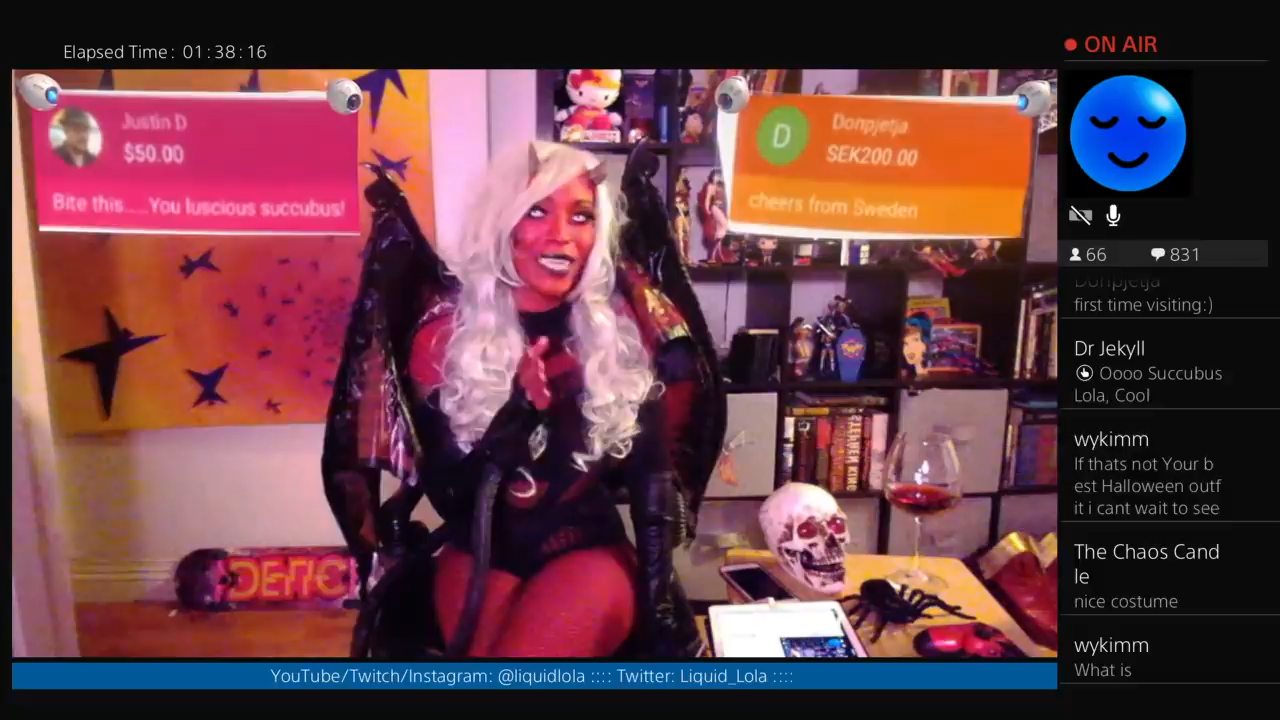 Elapsed Time: 01:38:16
ON AIR
Justin D
$50.00
Bite this.....You luscious succubus!
D
Donpjetja
SEK200.00
cheers from Sweden
66
831
Donpjetja
first time visiting:)
Dr Jekyll
Oooo Succubus
Lola, Cool
wykimm
If thats not Your b
est Halloween outf
it i cant wait to see
The Chaos Cand
le
nice costume
wykimm
What is
STEPHEN KING
YouTube/Twitch/Instagram: @liquidlola :::: Twitter: Liquid_Lola ::::